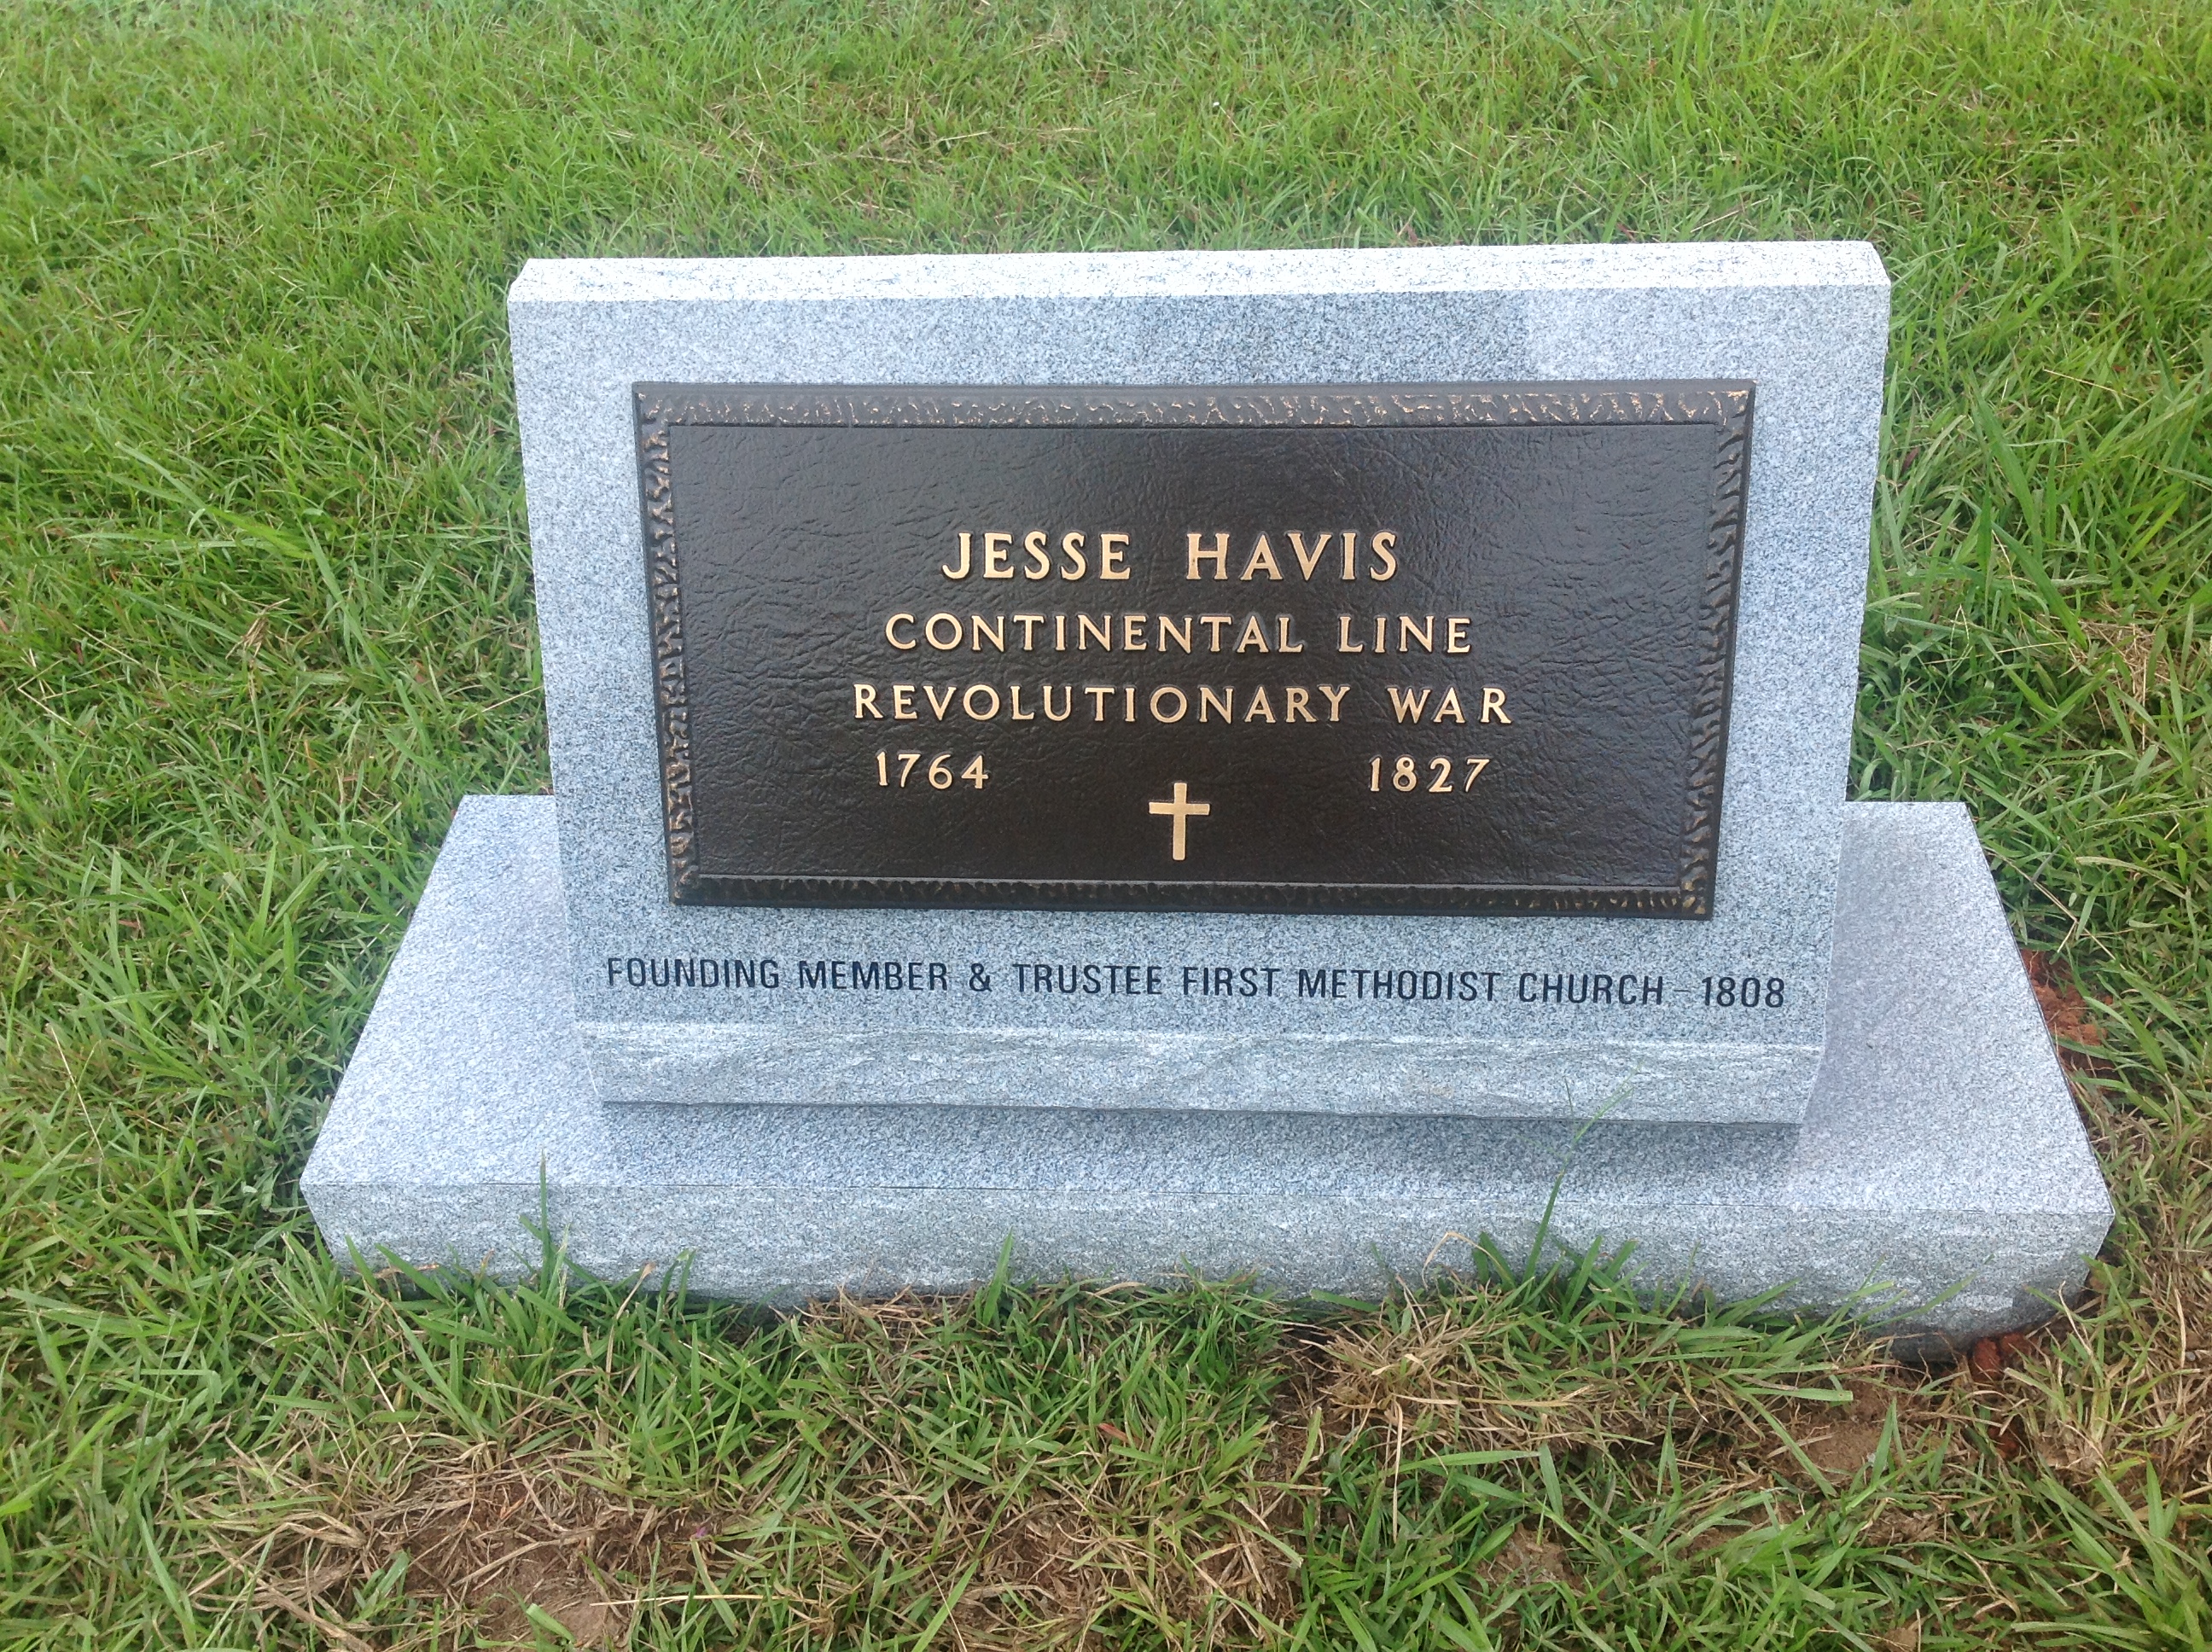 JESSE HAVIS
CONTINENTAL LINE
REVOLUTIONARY WAR
1764 1827
FOUNDING MEMBER & TRUSTEE FIRST METHODIST CHURCH - 1808